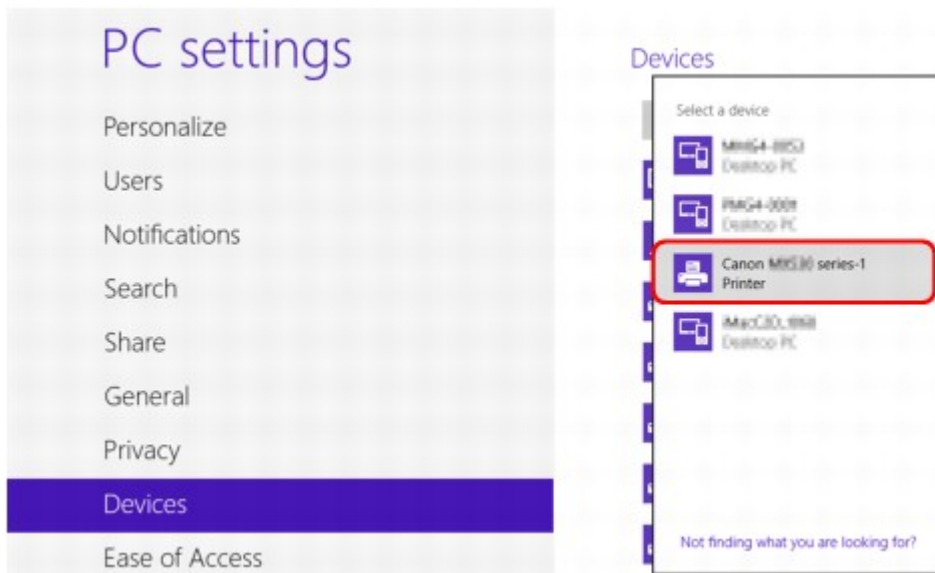 PC settings
Personalize
Users
Notifications
Search
Share
General
Privacy
Devices
Ease of Access
Devices
Select a device
Desktop PC
Desktop PC
Canon series-1
Printer
Desktop PC
Not finding what you are looking for?